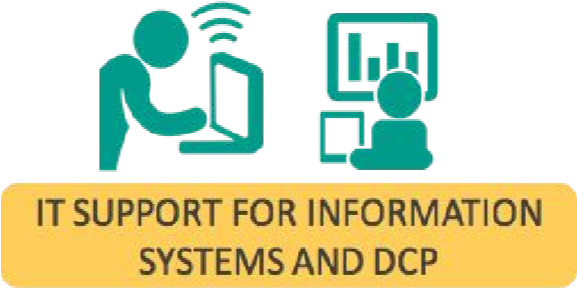 IT SUPPORT FOR INFORMATION
SYSTEMS AND DCP